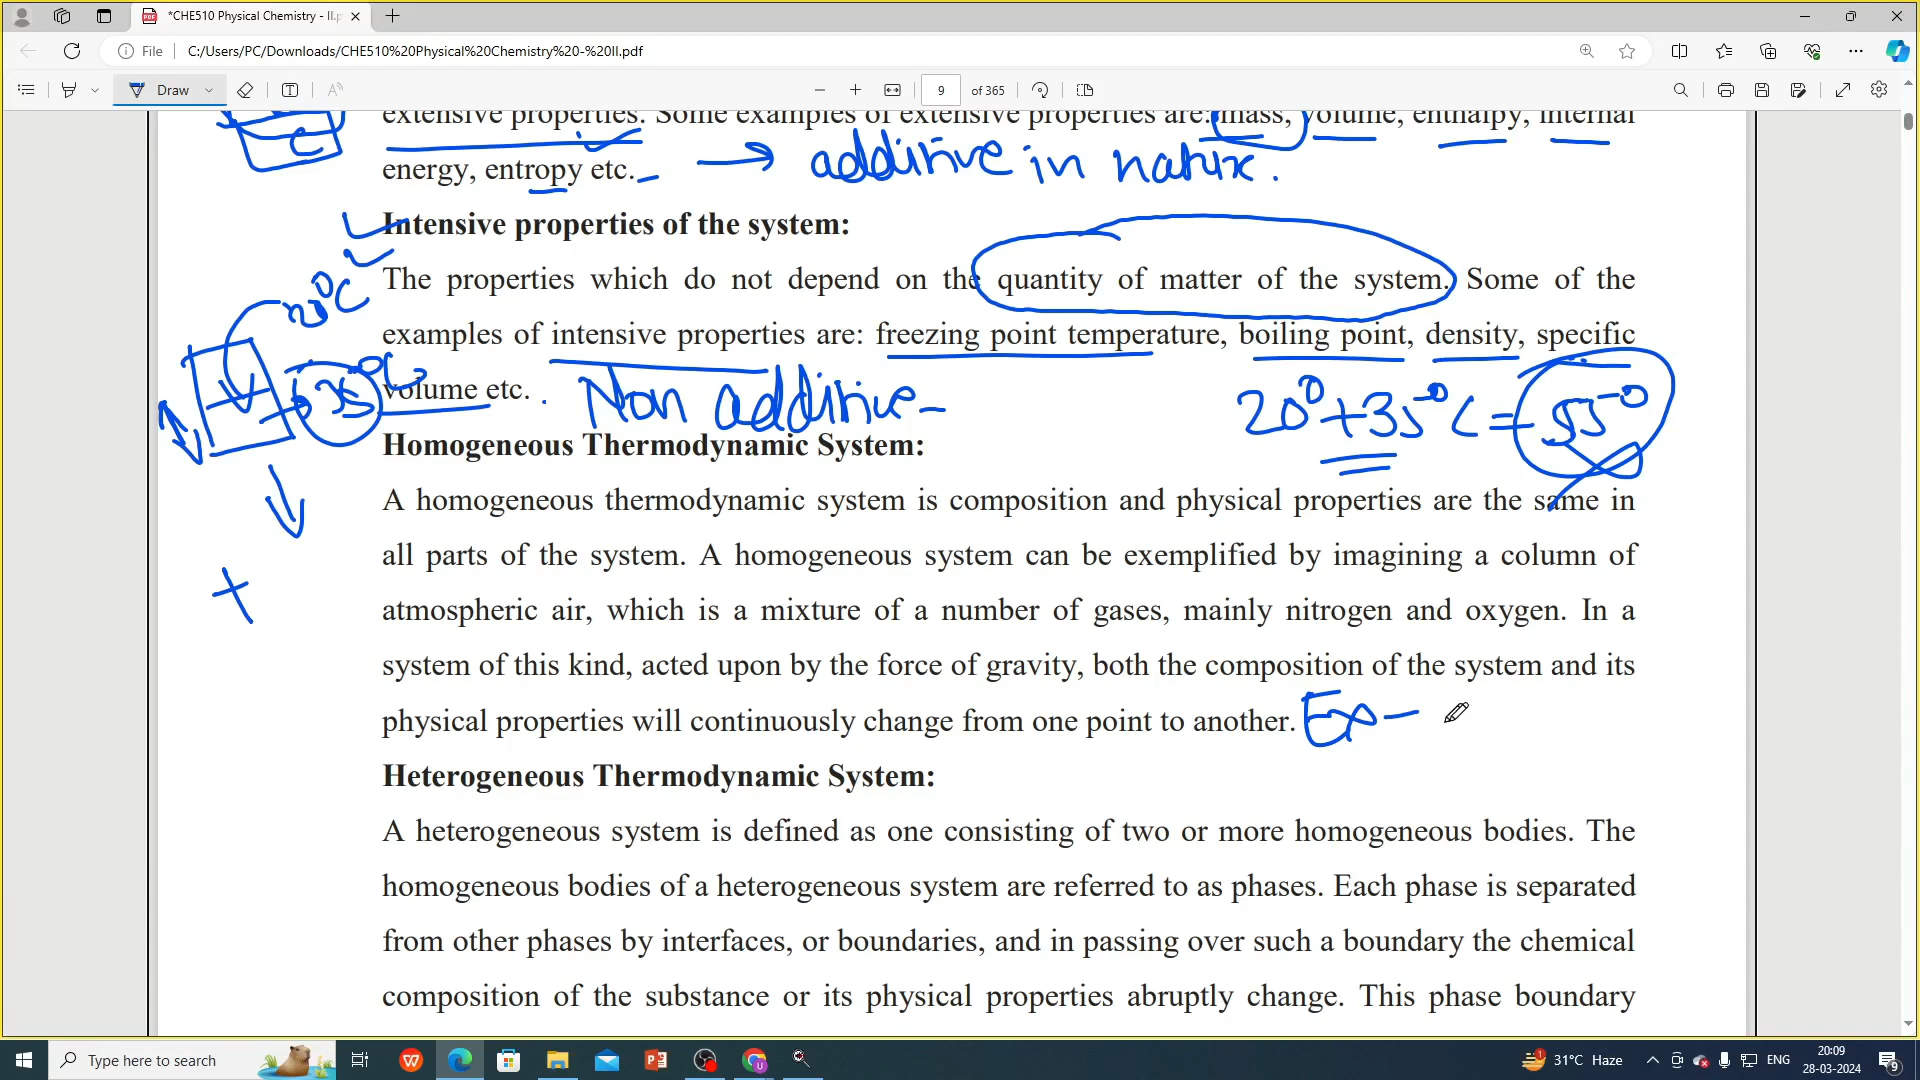 *CHE510 Physical Chemistry - II.p
File C:/Users/PC/Downloads/CHE510%20Physical%20Chemistry%20-%20II.pdf
Draw 9 of 365
extensive properties. Some examples of extensive properties are: mass, volume, enthalpy, internal
energy, entropy etc. → additive in nature.
Intensive properties of the system:
The properties which do not depend on the quantity of matter of the system. Some of the
20°C
examples of intensive properties are: freezing point temperature, boiling point, density, specific
35°C
volume etc. Non additive 20° + 35°C = 55°
Homogeneous Thermodynamic System:
A homogeneous thermodynamic system is composition and physical properties are the same in
all parts of the system. A homogeneous system can be exemplified by imagining a column of
atmospheric air, which is a mixture of a number of gases, mainly nitrogen and oxygen. In a
system of this kind, acted upon by the force of gravity, both the composition of the system and its
physical properties will continuously change from one point to another. Ex-
Heterogeneous Thermodynamic System:
A heterogeneous system is defined as one consisting of two or more homogeneous bodies. The
homogeneous bodies of a heterogeneous system are referred to as phases. Each phase is separated
from other phases by interfaces, or boundaries, and in passing over such a boundary the chemical
composition of the substance or its physical properties abruptly change. This phase boundary
Type here to search 31°C Haze ENG 20:09
28-03-2024